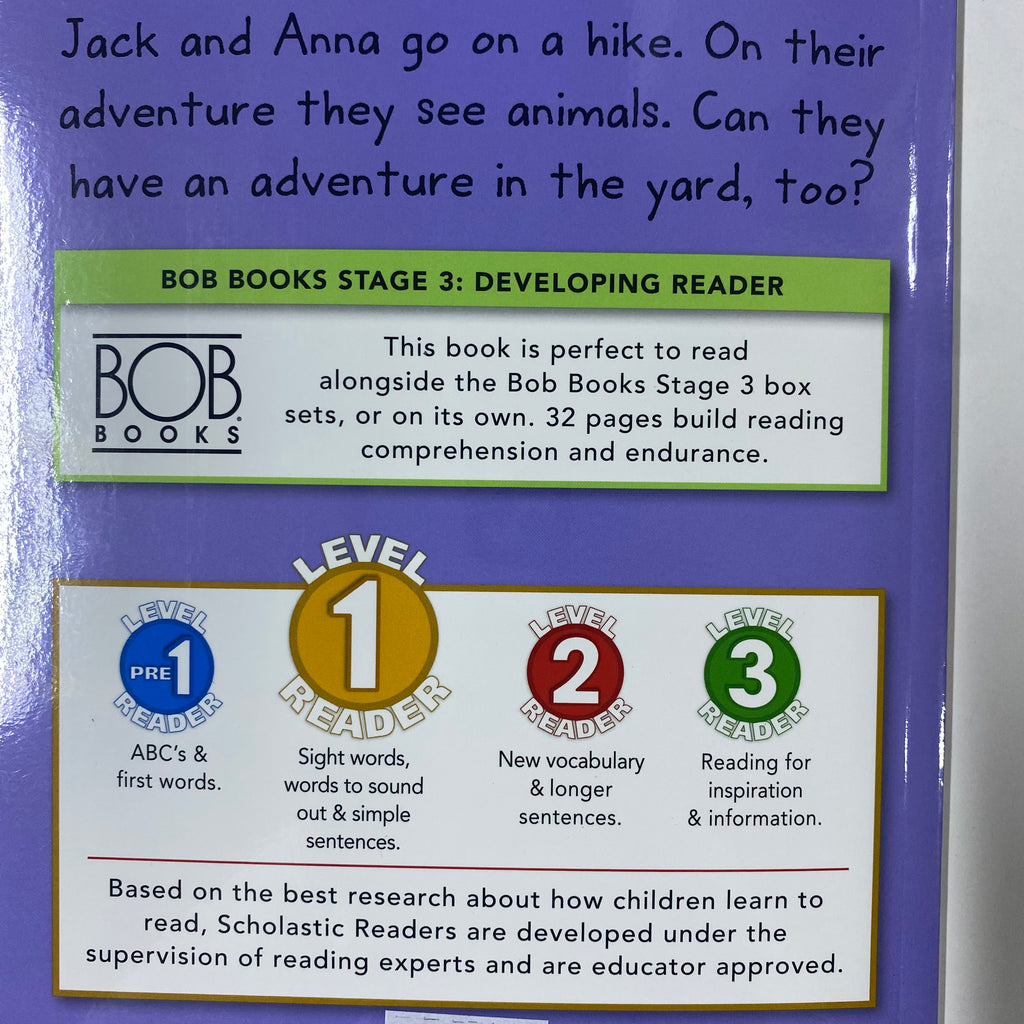 Jack and Anna go on a hike. On their
adventure they see animals. Can they
have an adventure in the yard, too?
BOB BOOKS STAGE 3: DEVELOPING READER
BOB
BOOKS
This book is perfect to read
alongside the Bob Books Stage 3 box
sets, or on its own. 32 pages build reading
comprehension and endurance.
LEVEL
PRE 1
READER
ABC's &
first words.
LEVEL
1
READER
Sight words,
words to sound
out & simple
sentences.
LEVEL
2
READER
New vocabulary
& longer
sentences.
LEVEL
3
READER
Reading for
inspiration
& information.
Based on the best research about how children learn to
read, Scholastic Readers are developed under the
supervision of reading experts and are educator approved.